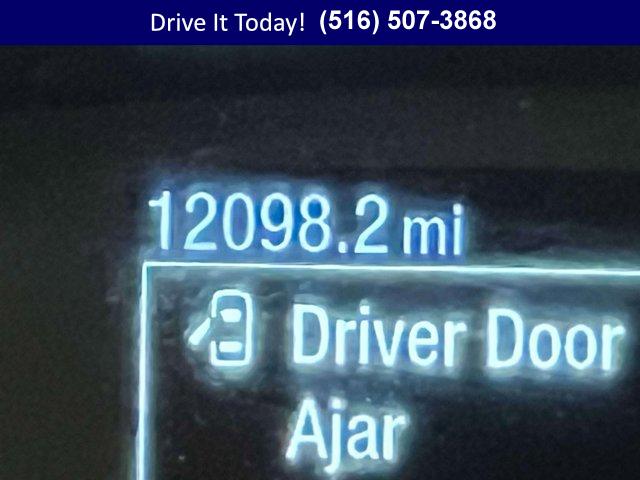 Drive It Today! (516) 507-3868
12098.2 mi
Driver Door
Ajar